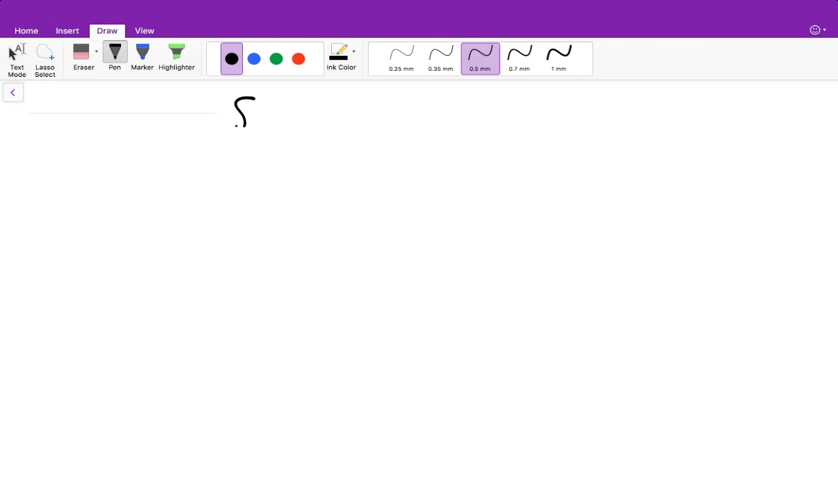 Home Insert Draw View
Text Mode Lasso Select Eraser Pen Marker Highlighter Ink Color 0.25 mm 0.35 mm 0.5 mm 0.7 mm 1 mm